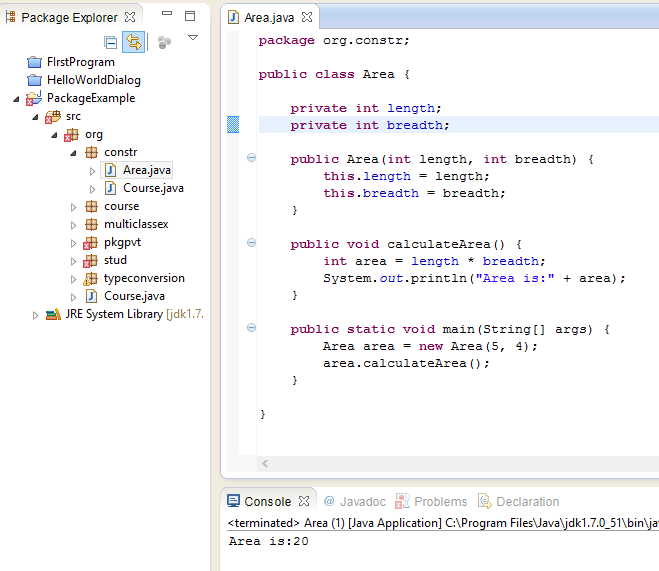 Package Explorer
FIrstProgram
HelloWorldDialog
PackageExample
src
org
constr
Area.java
Course.java
course
multiclassex
pkgpvt
stud
typeconversion
Course.java
JRE System Library [jdk1.7.
Area.java
package org.constr;
public class Area {
private int length;
private int breadth;
public Area(int length, int breadth) {
this.length = length;
this.breadth = breadth;
}
public void calculateArea() {
int area = length * breadth;
System.out.println("Area is:" + area);
}
public static void main(String[] args) {
Area area = new Area(5, 4);
area.calculateArea();
}
}
Console
@ Javadoc
Problems
Declaration
<terminated> Area (1) [Java Application] C:\Program Files\Java\jdk1.7.0_51\bin\jav
Area is:20